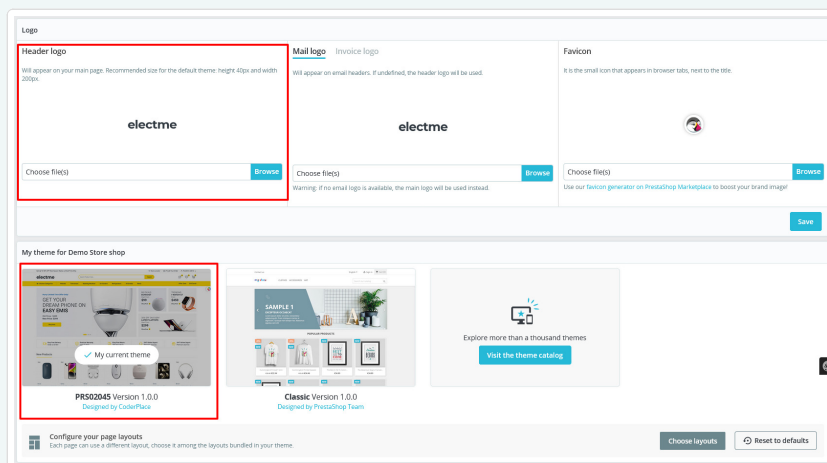 Logo
Header logo
Will appear on your main page. Recommended size for the default theme: height 40px and width
200px.
electme
Choose file(s)
Browse
Mail logo
Invoice logo
Will appear on email headers. If undefined, the header logo will be used.
electme
Choose file(s)
Browse
Warning: if no email logo is available, the main logo will be used instead.
Favicon
It is the small icon that appears in browser tabs, next to the title.
Choose file(s)
Browse
Use our favicon generator on PrestaShop Marketplace to boost your brand image!
Save
My theme for Demo Store shop
electme
GET YOUR
DREAM PHONE ON
EASY EMIS
My current theme
PRS02045 Version 1.0.0
Designed by CoderPlace
my store
SAMPLE 1
POPULAR PRODUCTS
Classic Version 1.0.0
Designed by PrestaShop Team
Explore more than a thousand themes
Visit the theme catalog
Configure your page layouts
Each page can use a different layout, choose it among the layouts bundled in your theme.
Choose layouts
Reset to defaults